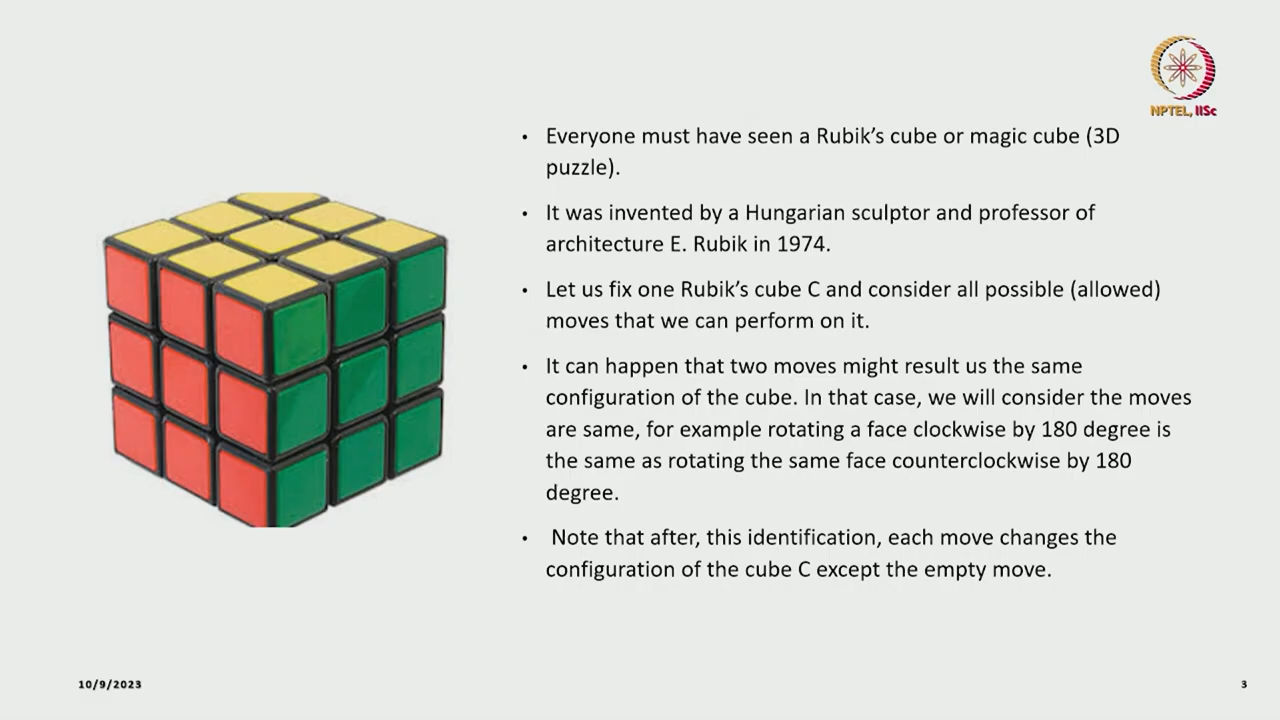 NPTEL, IISc
• Everyone must have seen a Rubik’s cube or magic cube (3D
puzzle).
• It was invented by a Hungarian sculptor and professor of
architecture E. Rubik in 1974.
• Let us fix one Rubik’s cube C and consider all possible (allowed)
moves that we can perform on it.
• It can happen that two moves might result us the same
configuration of the cube. In that case, we will consider the moves
are same, for example rotating a face clockwise by 180 degree is
the same as rotating the same face counterclockwise by 180
degree.
• Note that after, this identification, each move changes the
configuration of the cube C except the empty move.
10/9/2023
3